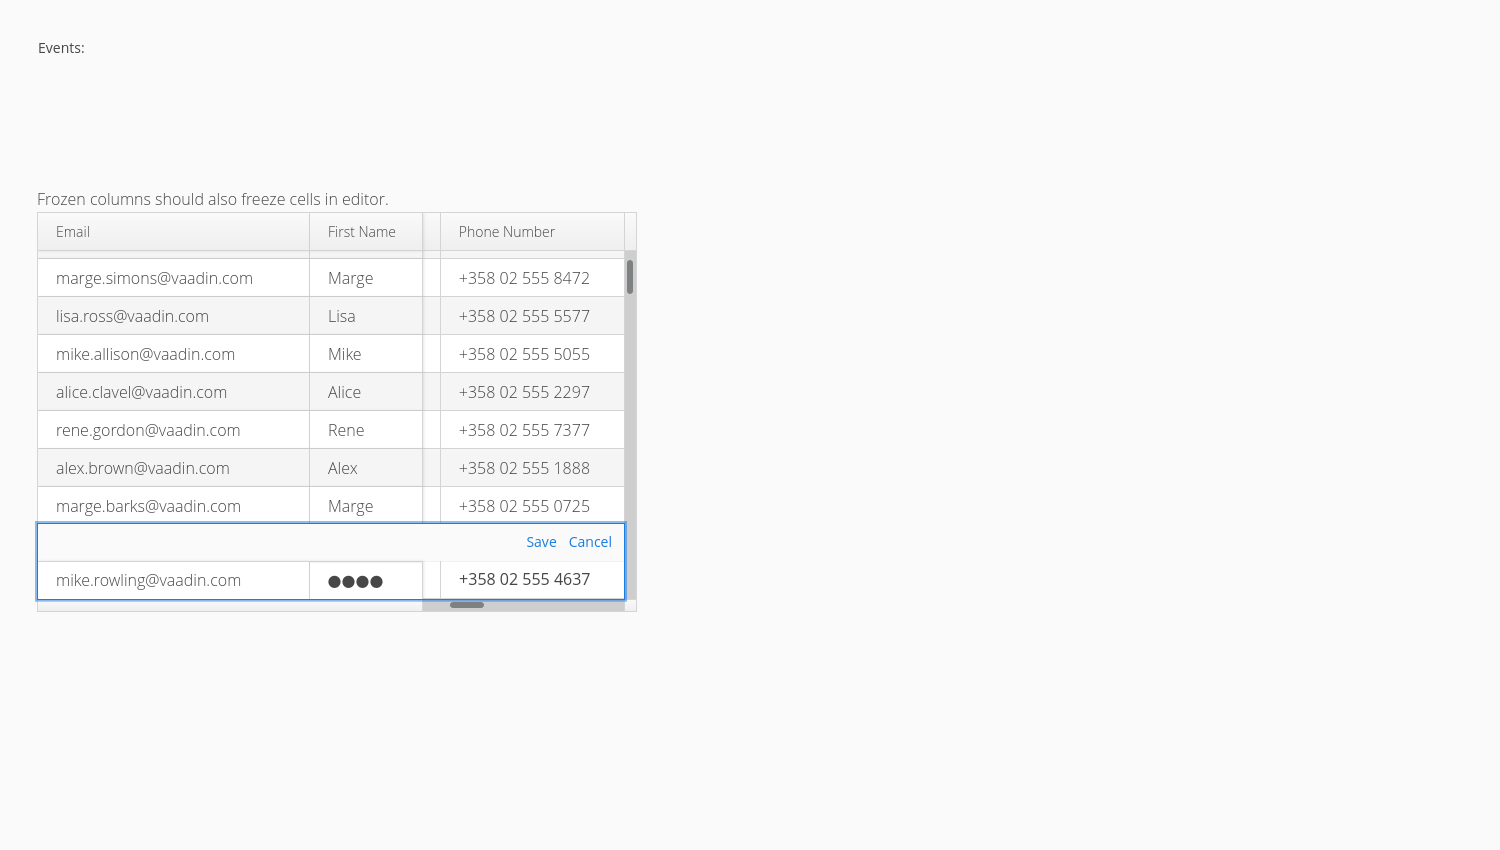 Events:
Frozen columns should also freeze cells in editor.
Email First Name Phone Number
marge.simons@vaadin.com Marge +358 02 555 8472
lisa.ross@vaadin.com Lisa +358 02 555 5577
mike.allison@vaadin.com Mike +358 02 555 5055
alice.clavel@vaadin.com Alice +358 02 555 2297
rene.gordon@vaadin.com Rene +358 02 555 7377
alex.brown@vaadin.com Alex +358 02 555 1888
marge.barks@vaadin.com Marge +358 02 555 0725
Save Cancel
mike.rowling@vaadin.com ●●●● +358 02 555 4637